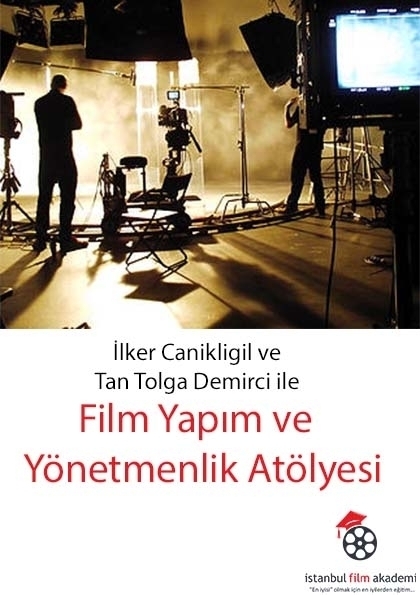 İlker Canikligil ve
Tan Tolga Demirci ile
Film Yapım ve
Yönetmenlik Atölyesi
istanbul film akademi
"En iyisi" olmak için en iyilerden eğitim...